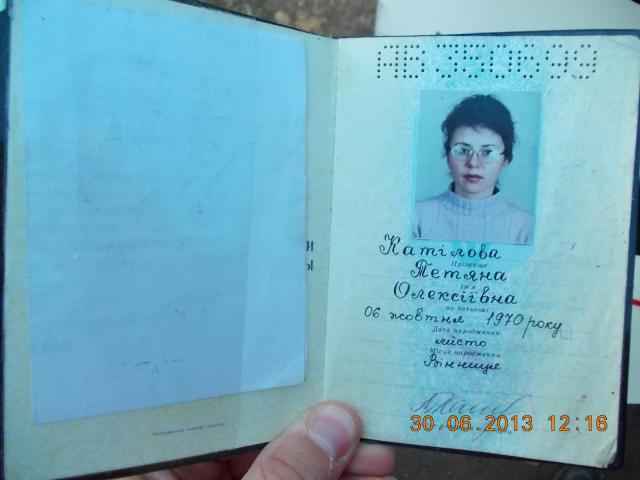 АВ 350699
И
Ы
Катілова
Прізвище
Тетяна
Ім'я
Олексіївна
по батькові
06 жовтня 1970 року
Дата народження
місто
Місце народження
Вінниця
30.06.2013 12:16